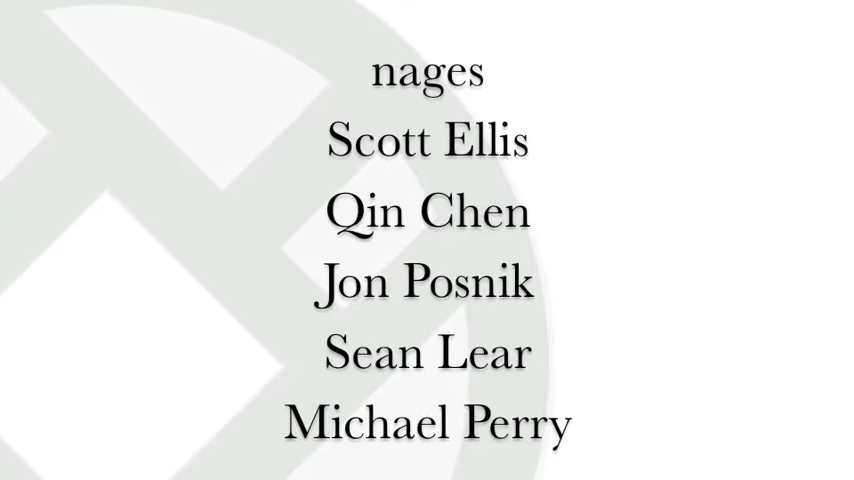 nages
Scott Ellis
Qin Chen
Jon Posnik
Sean Lear
Michael Perry